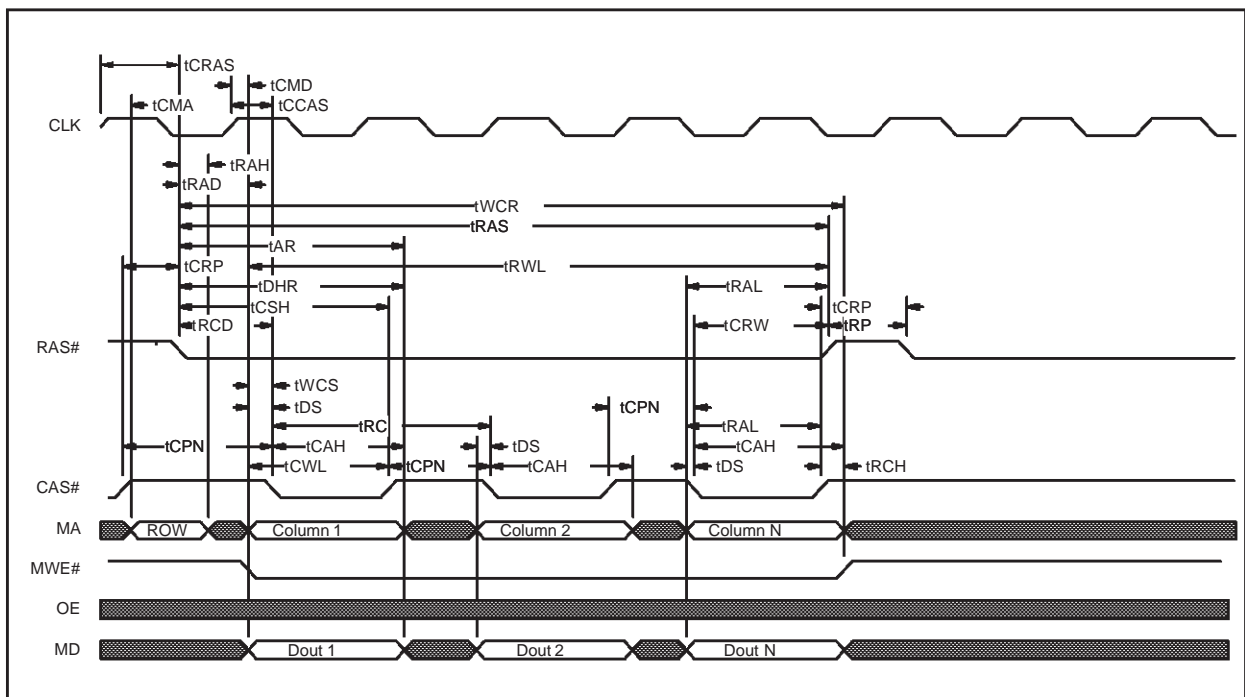 tCRAS
tCMD
tCMA
tCCAS
CLK
tRAH
tRAD
tWCR
tRAS
tAR
tCRP
tRWL
tDHR
tRAL
tCSH
tCRP
tRCD
tCRW
tRP
RAS#
tWCS
tDS
tCPN
tRC
tRAL
tCPN
tCAH
tDS
tCAH
tCWL
tCPN
tCAH
tDS
tRCH
CAS#
MA
ROW
Column 1
Column 2
Column N
MWE#
OE
MD
Dout 1
Dout 2
Dout N